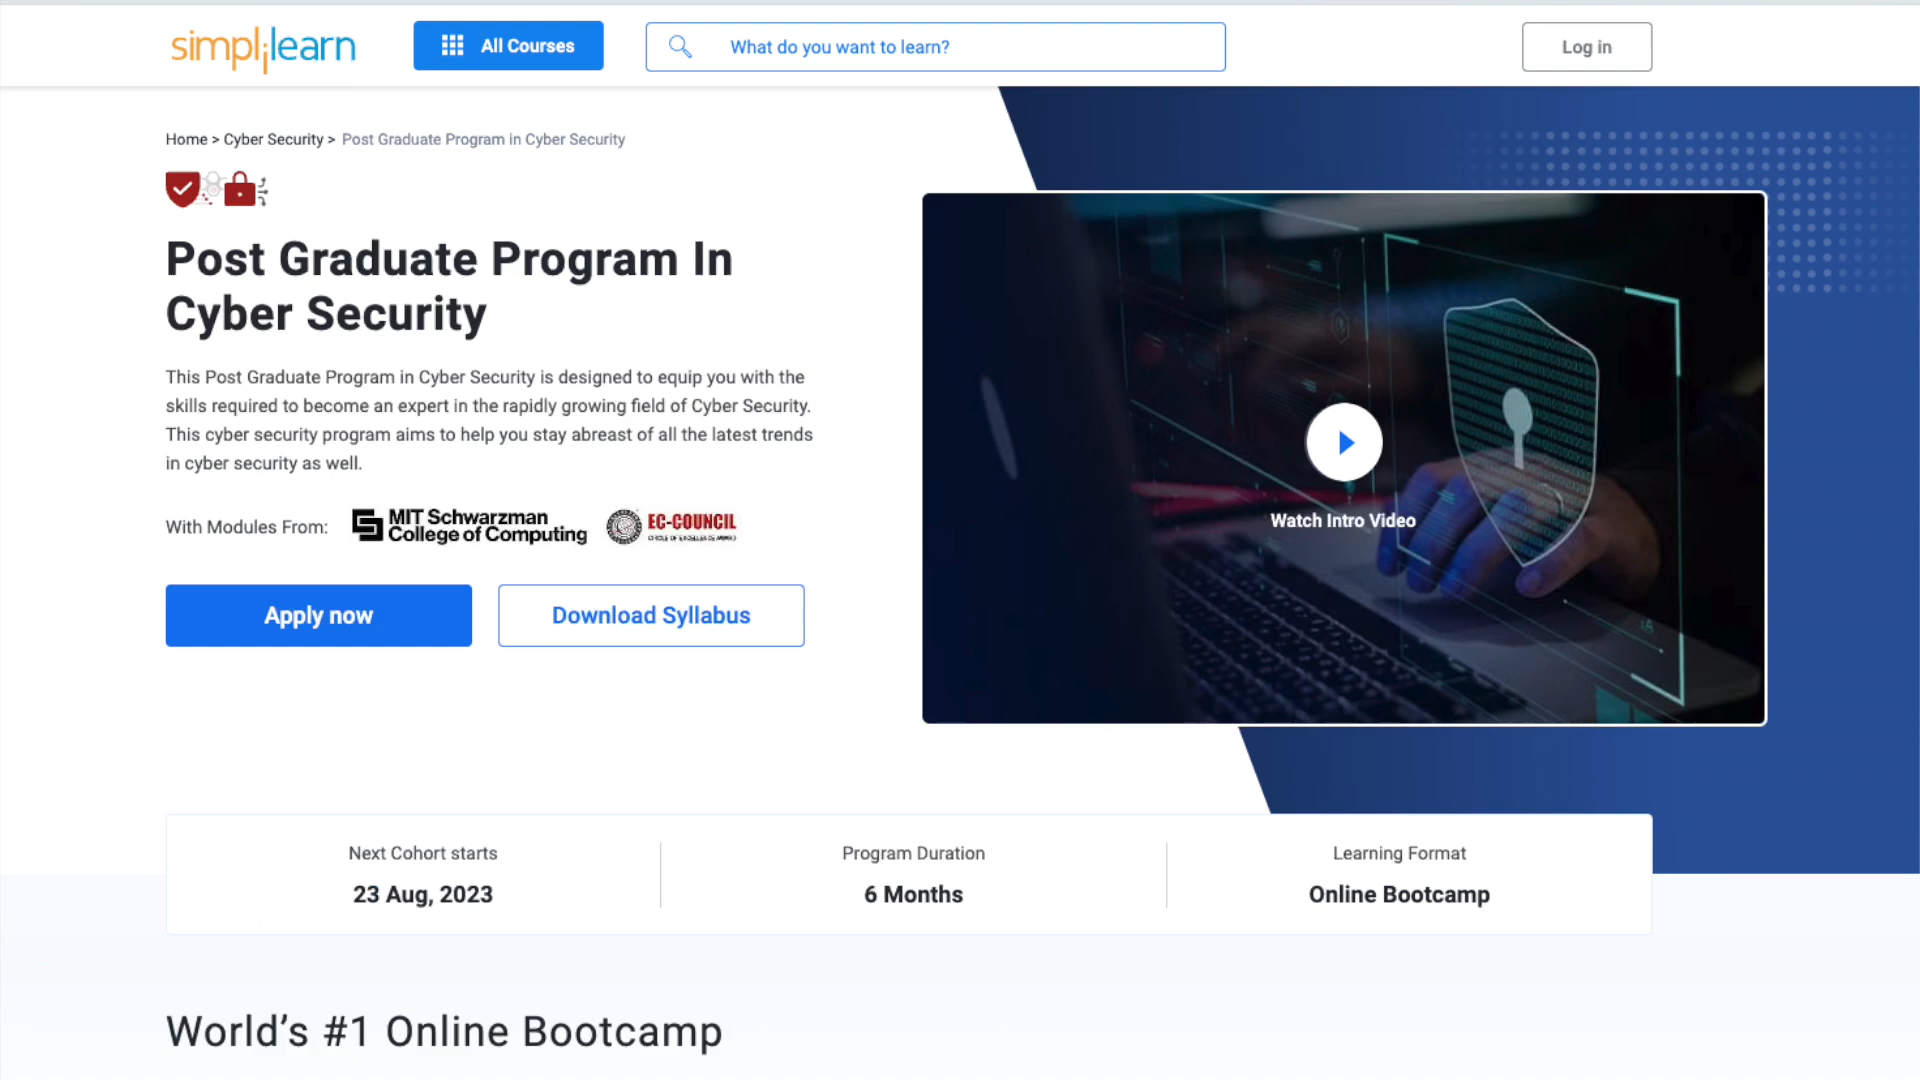 simplilearn
All Courses
What do you want to learn?
Log in
Home > Cyber Security > Post Graduate Program in Cyber Security
Post Graduate Program In
Cyber Security
This Post Graduate Program in Cyber Security is designed to equip you with the
skills required to become an expert in the rapidly growing field of Cyber Security.
This cyber security program aims to help you stay abreast of all the latest trends
in cyber security as well.
With Modules From:
MIT Schwarzman
College of Computing
EC-COUNCIL
Apply now
Download Syllabus
Watch Intro Video
Next Cohort starts
23 Aug, 2023
Program Duration
6 Months
Learning Format
Online Bootcamp
World's #1 Online Bootcamp